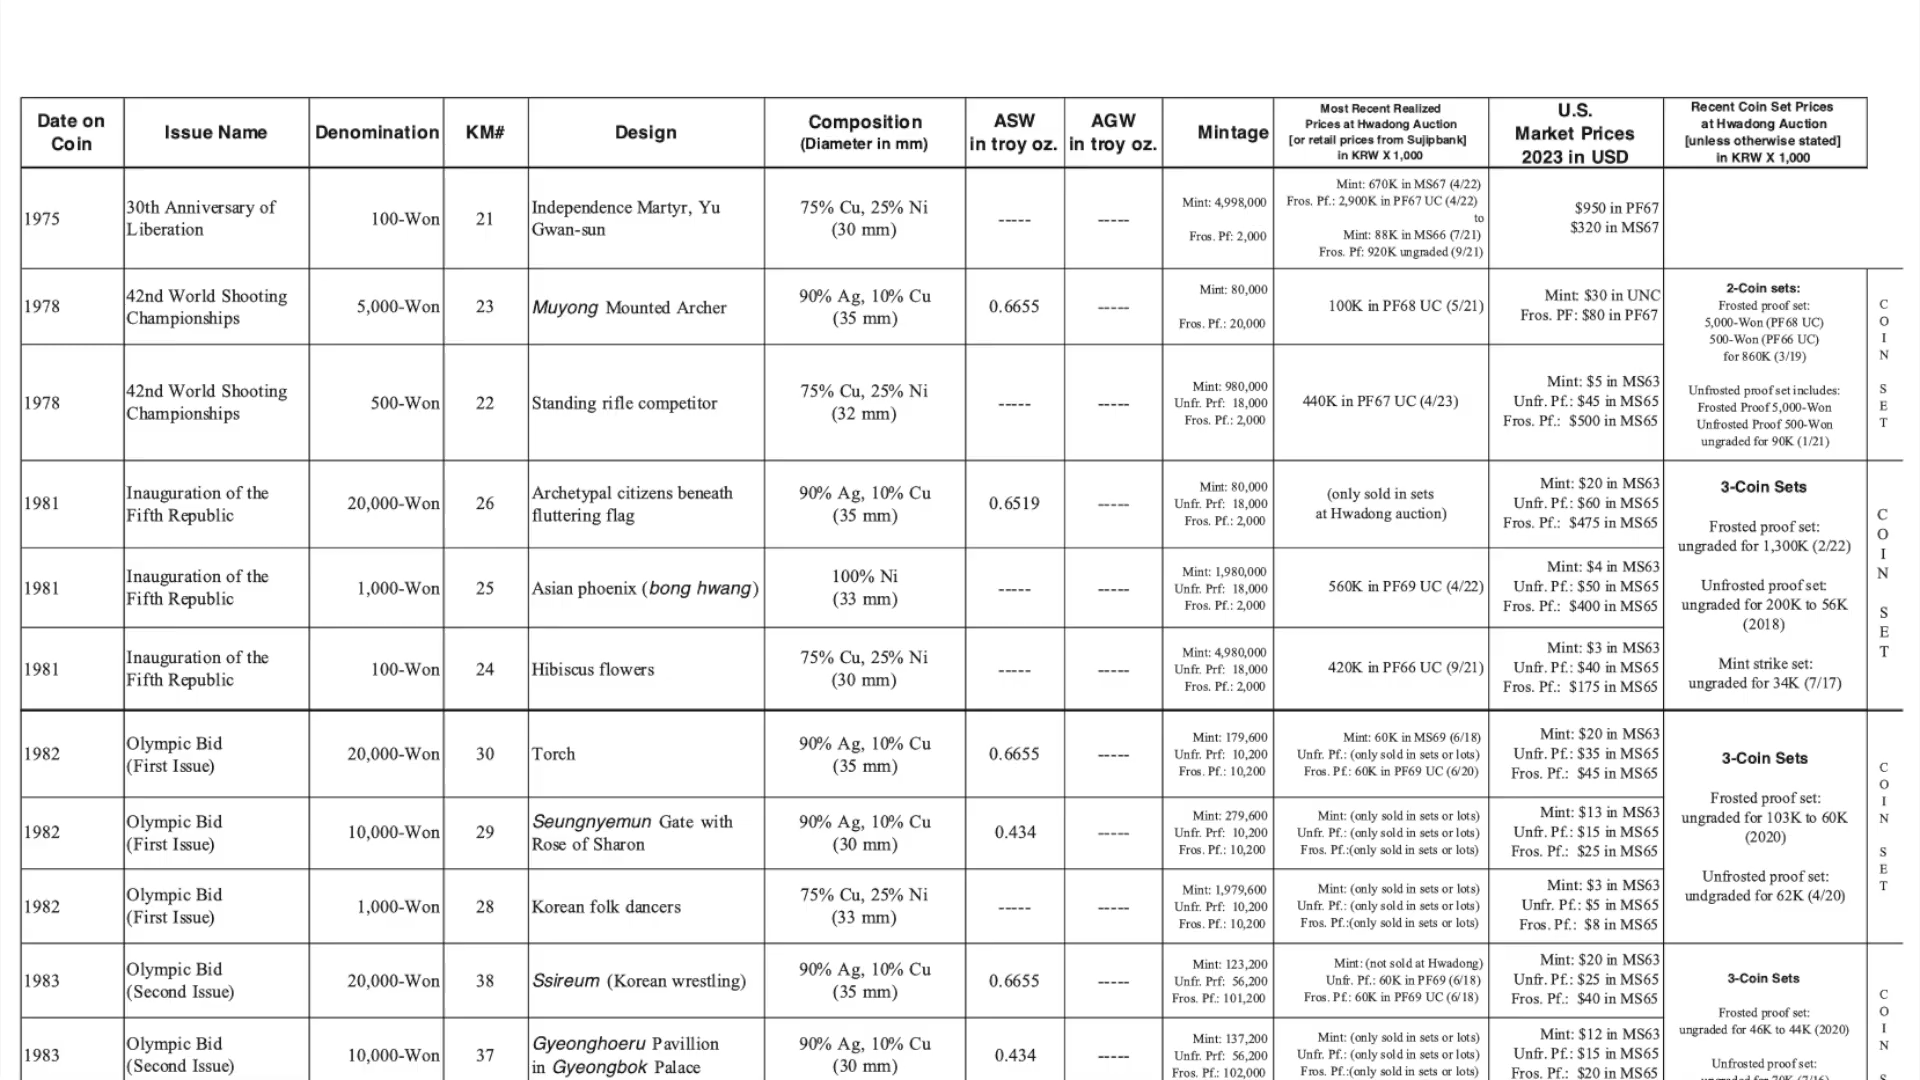 Date on
Coin
Issue Name
Denomination
KM#
Design
Composition
(Diameter in mm)
ASW
in troy oz.
AGW
in troy oz.
Mintage
Most Recent Realized
Prices at Hwadong Auction
[or retail prices from Sujipbank]
in KRW X 1,000
U.S.
Market Prices
2023 in USD
Recent Coin Set Prices
at Hwadong Auction
[unless otherwise stated]
in KRW X 1,000
1975
30th Anniversary of
Liberation
100-Won
21
Independence Martyr, Yu
Gwan-sun
75% Cu, 25% Ni
(30 mm)
-----
-----
Mint: 4,998,000
Fros. Pf: 2,000
Mint: 670K in MS67 (4/22)
Fros. Pf.: 2,900K in PF67 UC (4/22)
to
Mint: 88K in MS66 (7/21)
Fros. Pf: 920K ungraded (9/21)
$950 in PF67
$320 in MS67
1978
42nd World Shooting
Championships
5,000-Won
23
Muyong Mounted Archer
90% Ag, 10% Cu
(35 mm)
0.6655
-----
Mint: 80,000
Fros. Pf.: 20,000
100K in PF68 UC (5/21)
Mint: $30 in UNC
Fros. PF: $80 in PF67
2-Coin sets:
Frosted proof set:
5,000-Won (PF68 UC)
500-Won (PF66 UC)
for 860K (3/19)
Unfrosted proof set includes:
Frosted Proof 5,000-Won
Unfrosted Proof 500-Won
ungraded for 90K (1/21)
C
O
I
N
S
E
T
1978
42nd World Shooting
Championships
500-Won
22
Standing rifle competitor
75% Cu, 25% Ni
(32 mm)
-----
-----
Mint: 980,000
Unfr. Prf: 18,000
Fros. Pf.: 2,000
440K in PF67 UC (4/23)
Mint: $5 in MS63
Unfr. Pf.: $45 in MS65
Fros. Pf.: $500 in MS65
1981
Inauguration of the
Fifth Republic
20,000-Won
26
Archetypal citizens beneath
fluttering flag
90% Ag, 10% Cu
(35 mm)
0.6519
-----
Mint: 80,000
Unfr. Prf: 18,000
Fros. Pf.: 2,000
(only sold in sets
at Hwadong auction)
Mint: $20 in MS63
Unfr. Pf.: $60 in MS65
Fros. Pf.: $475 in MS65
3-Coin Sets
Frosted proof set:
ungraded for 1,300K (2/22)
Unfrosted proof set:
ungraded for 200K to 56K
(2018)
Mint strike set:
ungraded for 34K (7/17)
C
O
I
N
S
E
T
1981
Inauguration of the
Fifth Republic
1,000-Won
25
Asian phoenix (bong hwang)
100% Ni
(33 mm)
-----
-----
Mint: 1,980,000
Unfr. Prf: 18,000
Fros. Pf.: 2,000
560K in PF69 UC (4/22)
Mint: $4 in MS63
Unfr. Pf.: $50 in MS65
Fros. Pf.: $400 in MS65
1981
Inauguration of the
Fifth Republic
100-Won
24
Hibiscus flowers
75% Cu, 25% Ni
(30 mm)
-----
-----
Mint: 4,980,000
Unfr. Prf: 18,000
Fros. Pf.: 2,000
420K in PF66 UC (9/21)
Mint: $3 in MS63
Unfr. Pf.: $40 in MS65
Fros. Pf.: $175 in MS65
1982
Olympic Bid
(First Issue)
20,000-Won
30
Torch
90% Ag, 10% Cu
(35 mm)
0.6655
-----
Mint: 179,600
Unfr. Prf: 10,200
Fros. Pf.: 10,200
Mint: 60K in MS69 (6/18)
Unfr. Pf.: (only sold in sets or lots)
Fros. Pf.: 60K in PF69 UC (6/20)
Mint: $20 in MS63
Unfr. Pf.: $35 in MS65
Fros. Pf.: $45 in MS65
3-Coin Sets
Frosted proof set:
ungraded for 103K to 60K
(2020)
Unfrosted proof set:
undgraded for 62K (4/20)
C
O
I
N
S
E
T
1982
Olympic Bid
(First Issue)
10,000-Won
29
Seungnyemun Gate with
Rose of Sharon
90% Ag, 10% Cu
(30 mm)
0.434
-----
Mint: 279,600
Unfr. Prf: 10,200
Fros. Pf.: 10,200
Mint: (only sold in sets or lots)
Unfr. Pf.: (only sold in sets or lots)
Fros. Pf.:(only sold in sets or lots)
Mint: $13 in MS63
Unfr. Pf.: $15 in MS65
Fros. Pf.: $25 in MS65
1982
Olympic Bid
(First Issue)
1,000-Won
28
Korean folk dancers
75% Cu, 25% Ni
(33 mm)
-----
-----
Mint: 1,979,600
Unfr. Prf: 10,200
Fros. Pf.: 10,200
Mint: (only sold in sets or lots)
Unfr. Pf.: (only sold in sets or lots)
Fros. Pf.:(only sold in sets or lots)
Mint: $3 in MS63
Unfr. Pf.: $5 in MS65
Fros. Pf.: $8 in MS65
1983
Olympic Bid
(Second Issue)
20,000-Won
38
Ssireum (Korean wrestling)
90% Ag, 10% Cu
(35 mm)
0.6655
-----
Mint: 123,200
Unfr. Prf: 56,200
Fros. Pf.: 101,200
Mint: (not sold at Hwadong)
Unfr. Pf.: 60K in PF69 (6/18)
Fros. Pf.: 60K in PF69 UC (6/18)
Mint: $20 in MS63
Unfr. Pf.: $25 in MS65
Fros. Pf.: $40 in MS65
3-Coin Sets
Frosted proof set:
ungraded for 46K to 44K (2020)
Unfrosted proof set:
C
O
I
N
1983
Olympic Bid
(Second Issue)
10,000-Won
37
Gyeonghoeru Pavillion
in Gyeongbok Palace
90% Ag, 10% Cu
(30 mm)
0.434
-----
Mint: 137,200
Unfr. Prf: 56,200
Fros. Pf.: 102,000
Mint: (only sold in sets or lots)
Unfr. Pf.: (only sold in sets or lots)
Fros. Pf.:(only sold in sets or lots)
Mint: $12 in MS63
Unfr. Pf.: $15 in MS65
Fros. Pf.: $20 in MS65